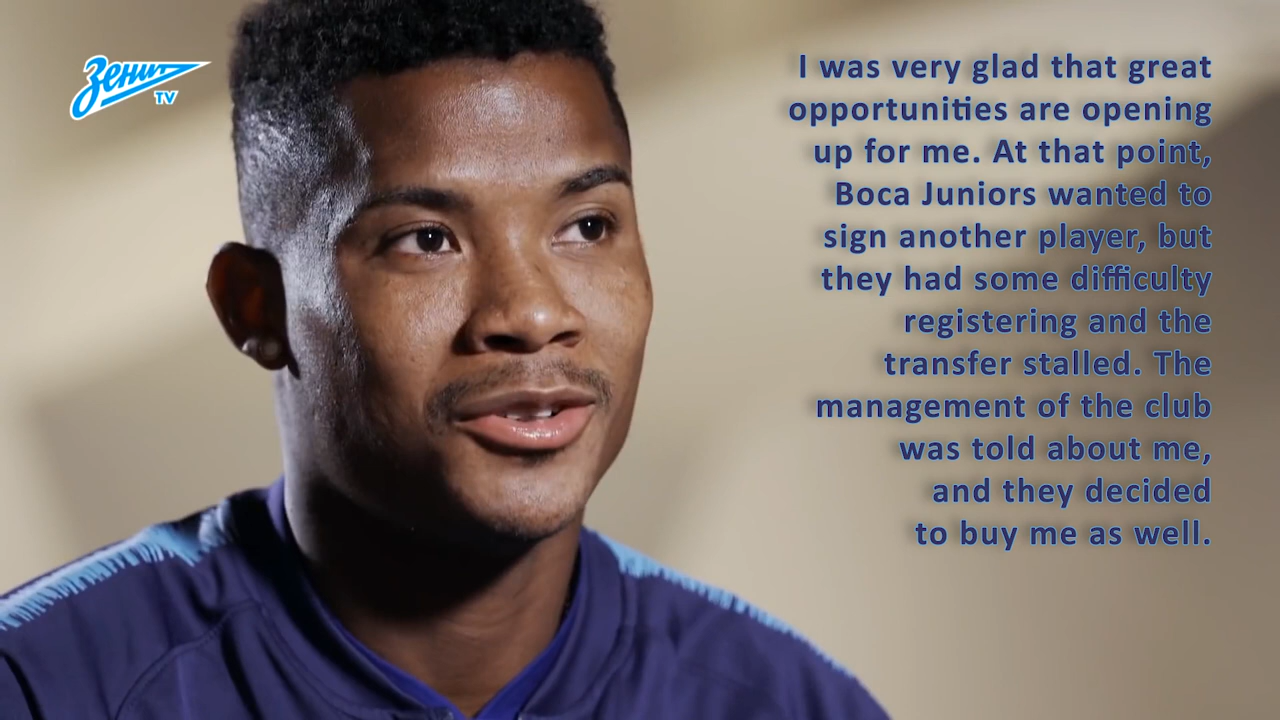 Зенит
TV
I was very glad that great
opportunities are opening
up for me. At that point,
Boca Juniors wanted to
sign another player, but
they had some difficulty
registering and the
transfer stalled. The
management of the club
was told about me,
and they decided
to buy me as well.